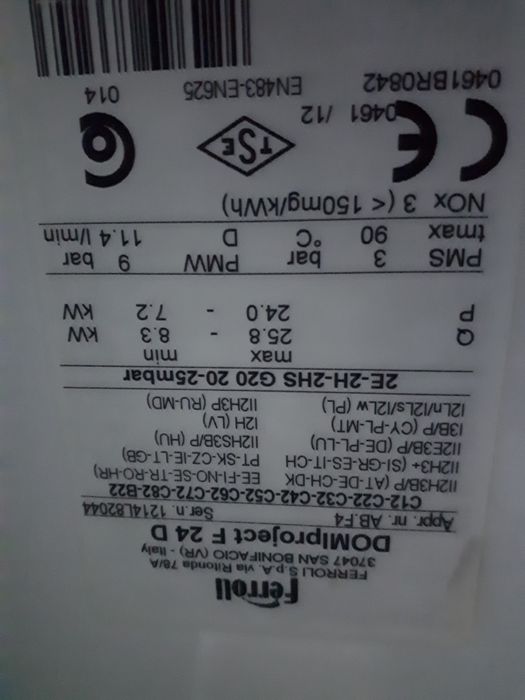 Ferroli
FERROLI S.p.A. via Ritonda 78/A
37047 SAN BONIFACIO (VR) - Italy
DOMIproject F 24 D
Appr. nr. AB.F4 Ser.n. 1214L82044
C12-C22-C32-C42-C52-C62-C72-C82-B22
II2H3B/P (AT-CH-DK EE-FI-NO-SE-TR-RO-HR)
II2H3+ (SI-GR-ES-IT-CH PT-SK-CZ-IE-LT-GB)
II2E3B/P (DE-PL-LU) II2HS3B/P (HU)
I3B/P (CY-PL-MT) I2H (LV)
I2Ln/I2Ls/I2Lw (PL) II2H3P (RU-MD)
2E-2H-2HS G20 20-25mbar
max min
Q 25.8 - 8.3 kW
P 24.0 - 7.2 kW
PMS 3 bar PMW 9 bar
tmax 90 °C D 11.4 l/min
NOx 3 (< 150mg/kWh)
CE 0461 /12 TSE
0461BR0842 EN483-EN625 014